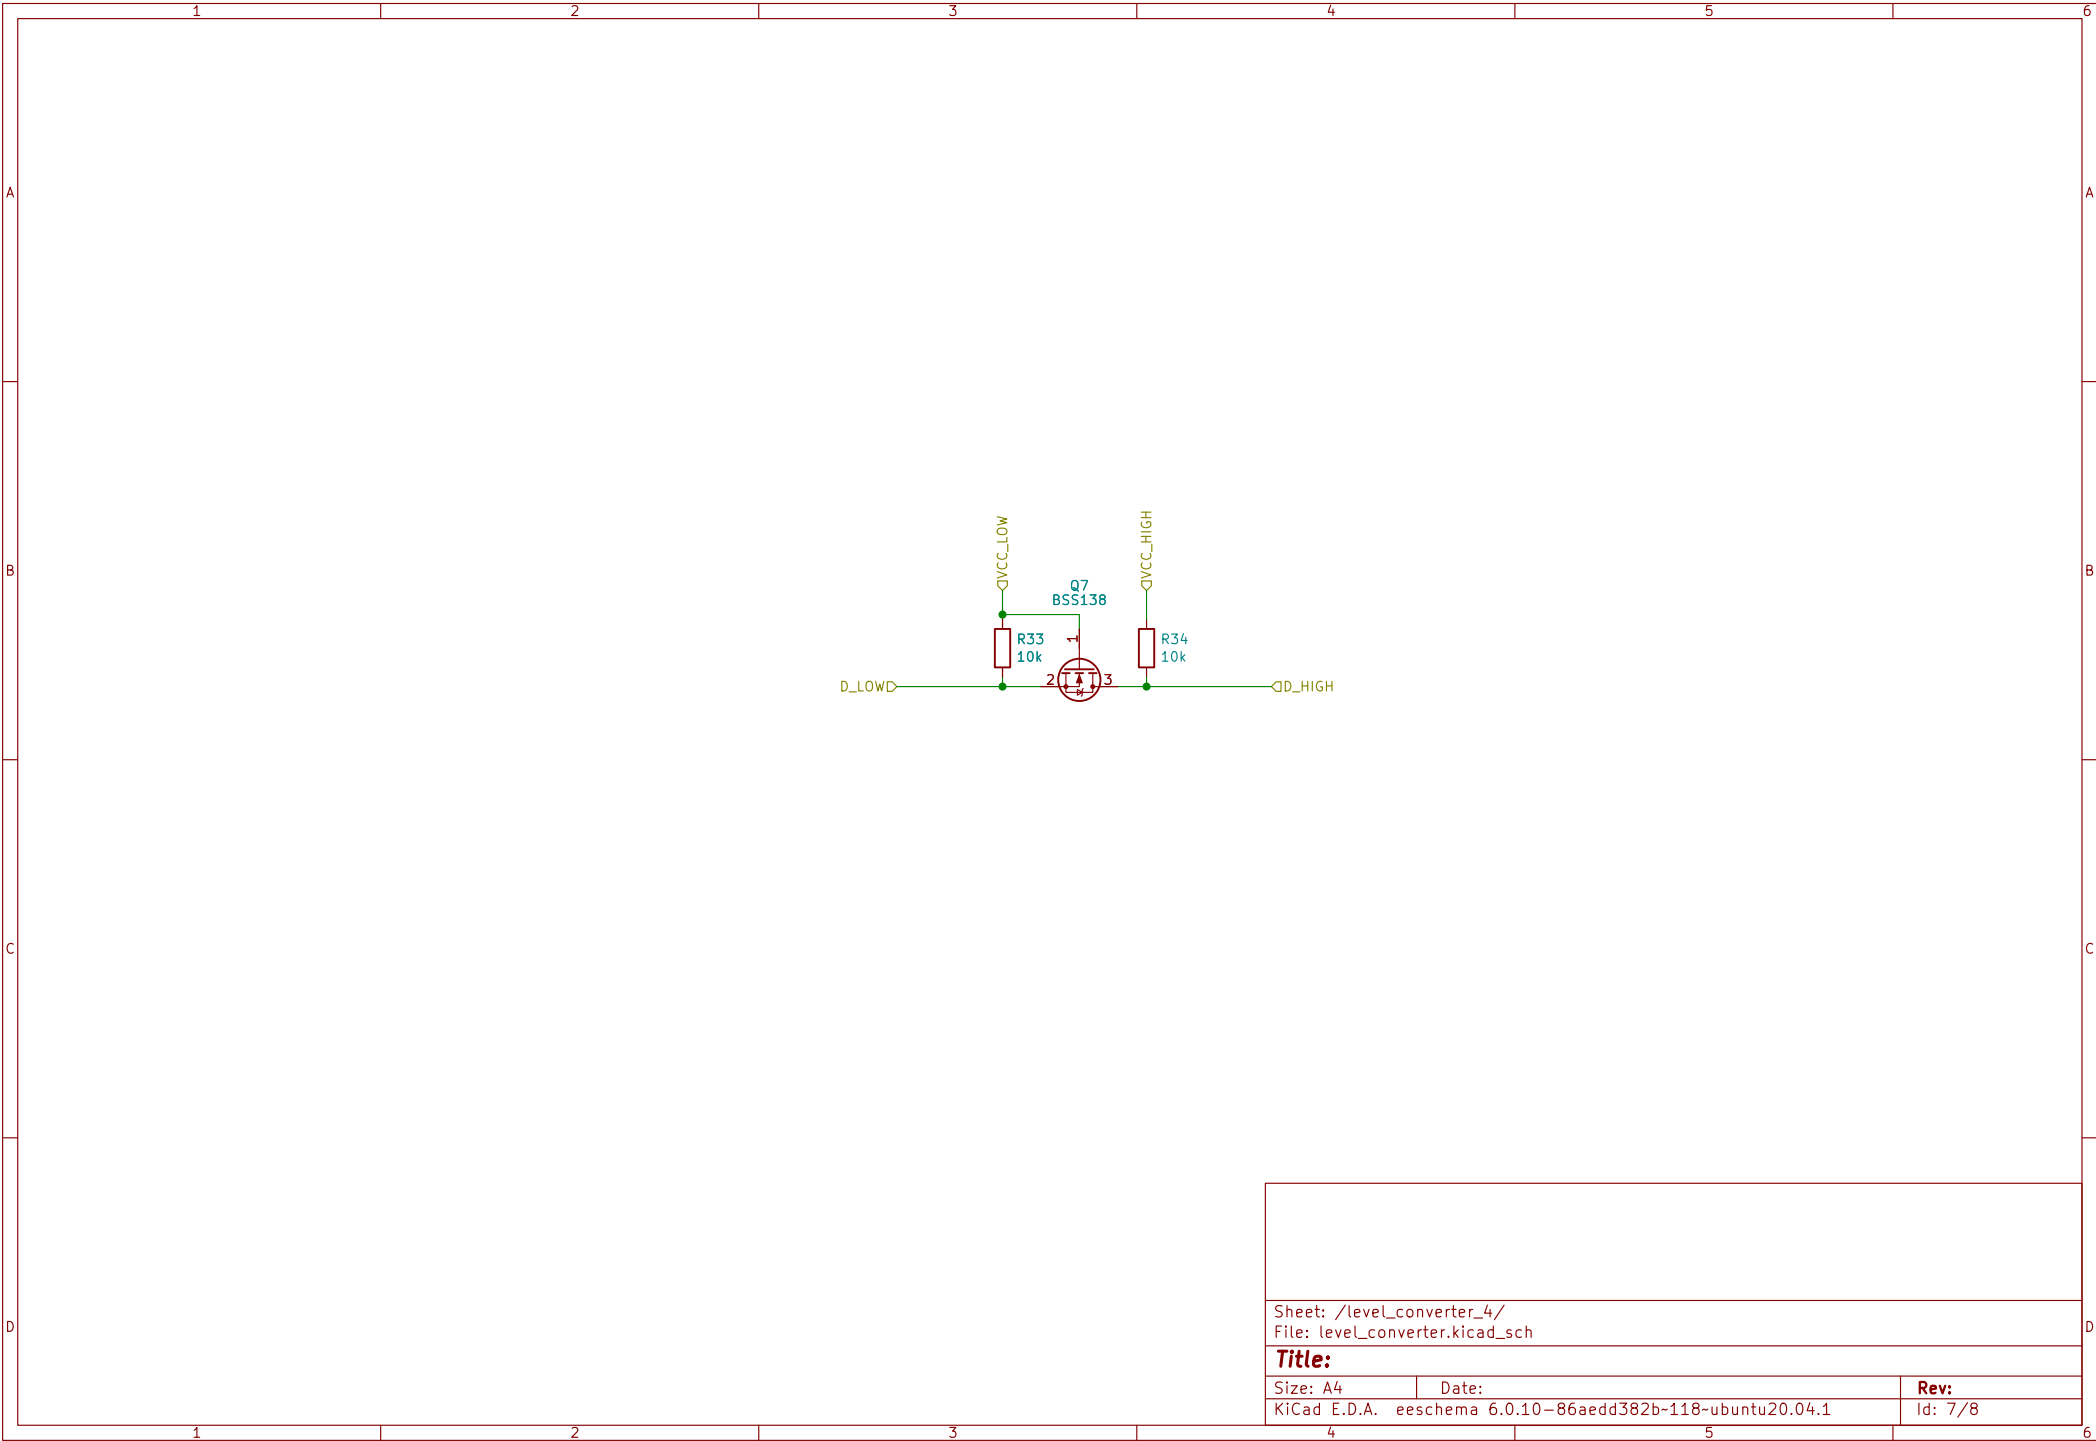 1 2 3 4 5 6
A A
VCC_LOW
VCC_HIGH
B B
Q7
BSS138
R33
10k
1
R34
10k
D_LOW
2
3
D_HIGH
C C
D D
Sheet: /level_converter_4/
File: level_converter.kicad_sch
Title:
Size: A4
Date:
Rev:
KiCad E.D.A. eeschema 6.0.10-86aedd382b~118~ubuntu20.04.1
Id: 7/8
1 2 3 4 5 6